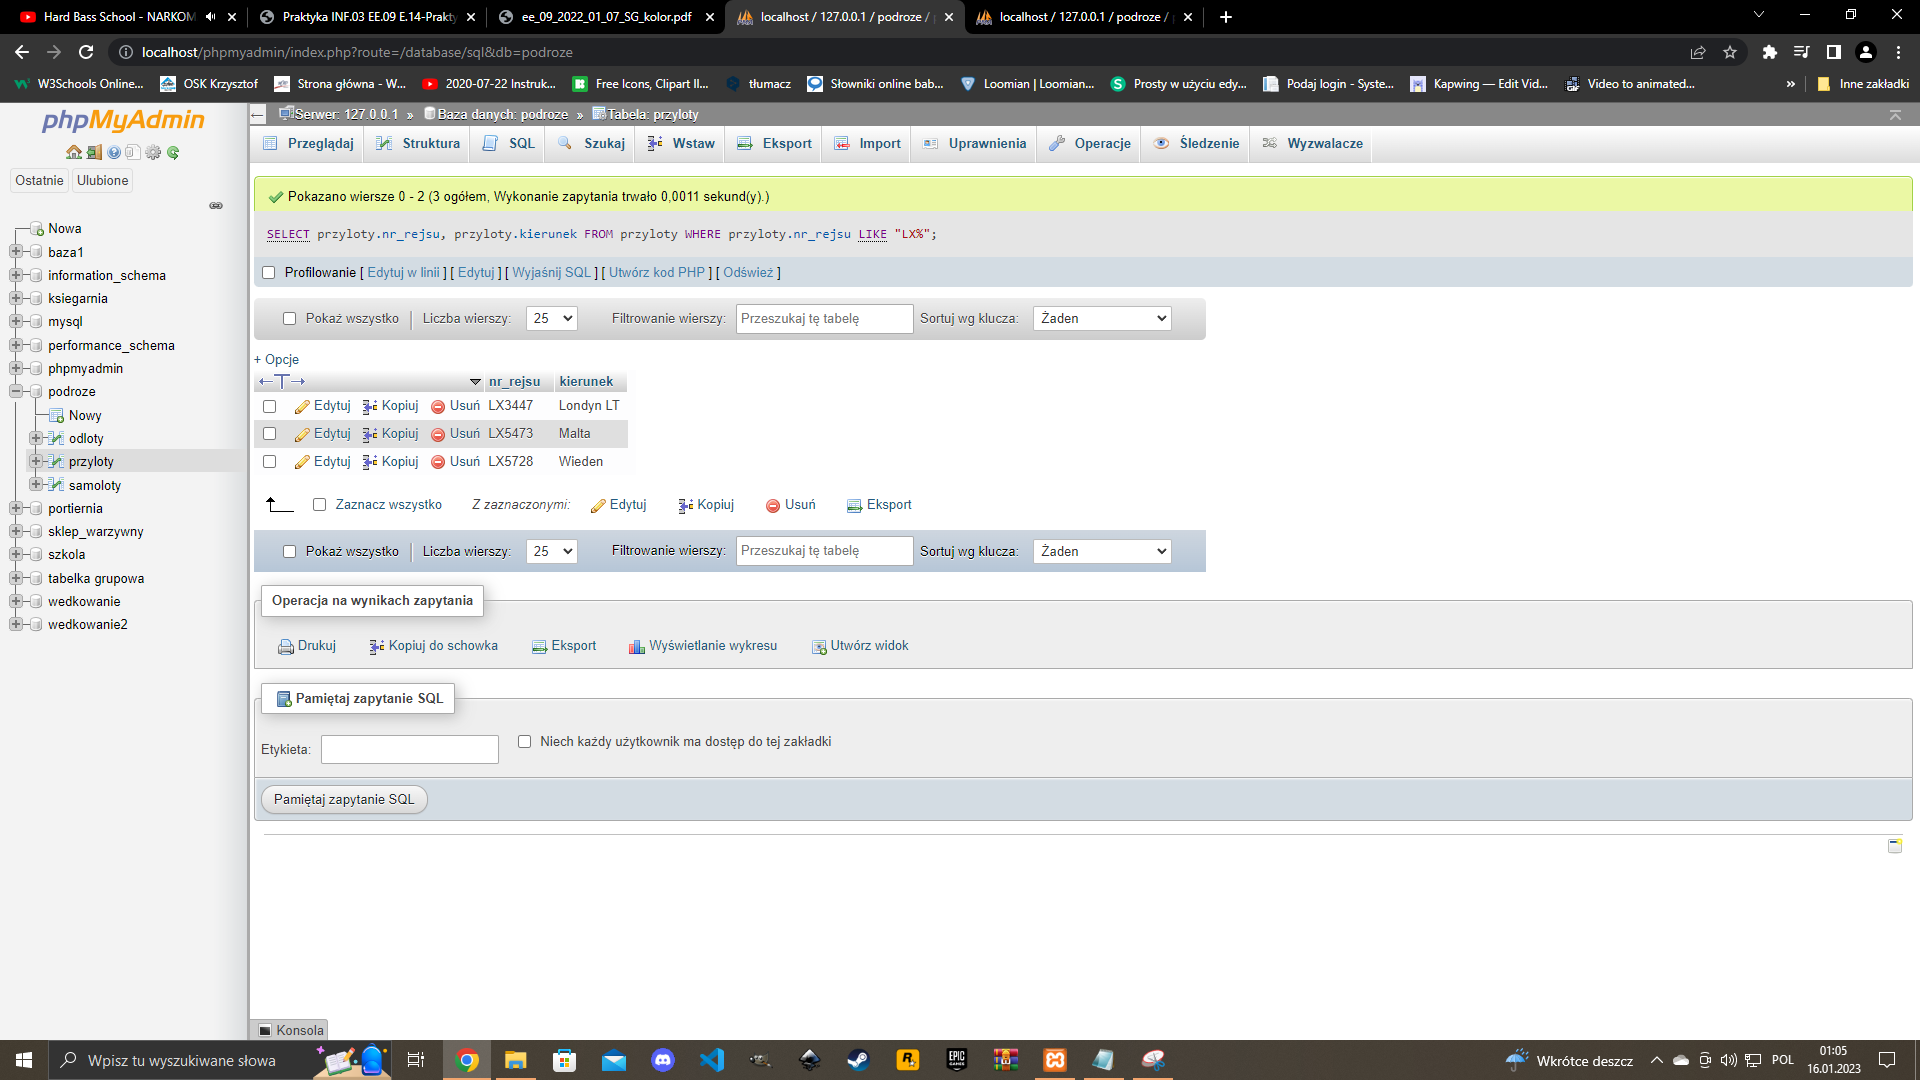 Hard Bass School - NARKOM
Praktyka INF.03 EE.09 E.14-Prakty
ee_09_2022_01_07_SG_kolor.pdf
localhost / 127.0.0.1 / podroze /
localhost / 127.0.0.1 / podroze /
localhost/phpmyadmin/index.php?route=/database/sql&db=podroze
W3Schools Online...
OSK Krzysztof
Strona główna - W...
2020-07-22 Instruk...
Free Icons, Clipart Il...
tłumacz
Słowniki online bab...
Loomian | Loomian...
Prosty w użyciu edy...
Podaj login - Syste...
Kapwing — Edit Vid...
Video to animated...
»
Inne zakładki
phpMyAdmin
Ostatnie
Ulubione
Nowa
baza1
information_schema
ksiegarnia
mysql
performance_schema
phpmyadmin
podroze
Nowy
odloty
przyloty
samoloty
portiernia
sklep_warzywny
szkola
tabelka grupowa
wedkowanie
wedkowanie2
Serwer: 127.0.0.1 » Baza danych: podroze » Tabela: przyloty
Przeglądaj
Struktura
SQL
Szukaj
Wstaw
Eksport
Import
Uprawnienia
Operacje
Śledzenie
Wyzwalacze
Pokazano wiersze 0 - 2 (3 ogółem, Wykonanie zapytania trwało 0,0011 sekund(y).)
SELECT przyloty.nr_rejsu, przyloty.kierunek FROM przyloty WHERE przyloty.nr_rejsu LIKE "LX%";
Profilowanie [ Edytuj w linii ] [ Edytuj ] [ Wyjaśnij SQL ] [ Utwórz kod PHP ] [ Odśwież ]
Pokaż wszystko | Liczba wierszy: 25 Filtrowanie wierszy: Przeszukaj tę tabelę Sortuj wg klucza: Żaden
+ Opcje
nr_rejsu kierunek
Edytuj Kopiuj Usuń LX3447 Londyn LT
Edytuj Kopiuj Usuń LX5473 Malta
Edytuj Kopiuj Usuń LX5728 Wieden
Zaznacz wszystko Z zaznaczonymi: Edytuj Kopiuj Usuń Eksport
Pokaż wszystko | Liczba wierszy: 25 Filtrowanie wierszy: Przeszukaj tę tabelę Sortuj wg klucza: Żaden
Operacja na wynikach zapytania
Drukuj Kopiuj do schowka Eksport Wyświetlanie wykresu Utwórz widok
Pamiętaj zapytanie SQL
Etykieta: Niech każdy użytkownik ma dostęp do tej zakładki
Pamiętaj zapytanie SQL
Konsola
Wpisz tu wyszukiwane słowa
Wkrótce deszcz
POL
01:05
16.01.2023